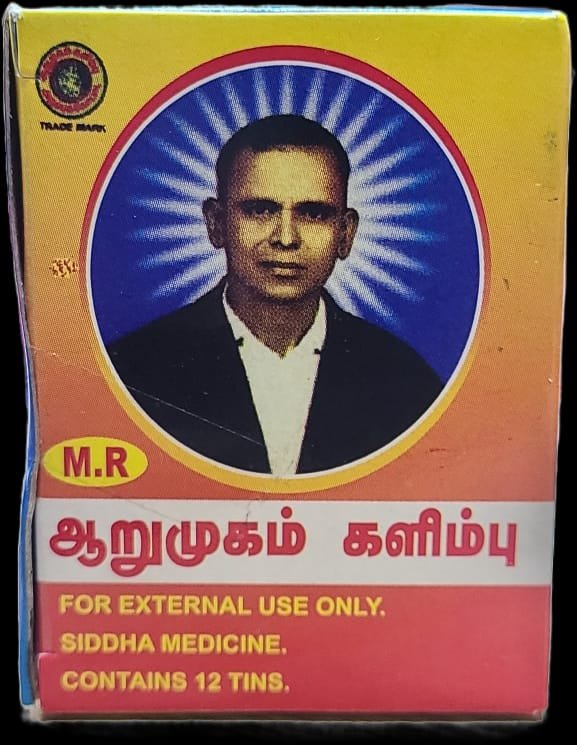 TRADE MARK
M.R
ஆறுமுகம் களிம்பு
FOR EXTERNAL USE ONLY.
SIDDHA MEDICINE.
CONTAINS 12 TINS.